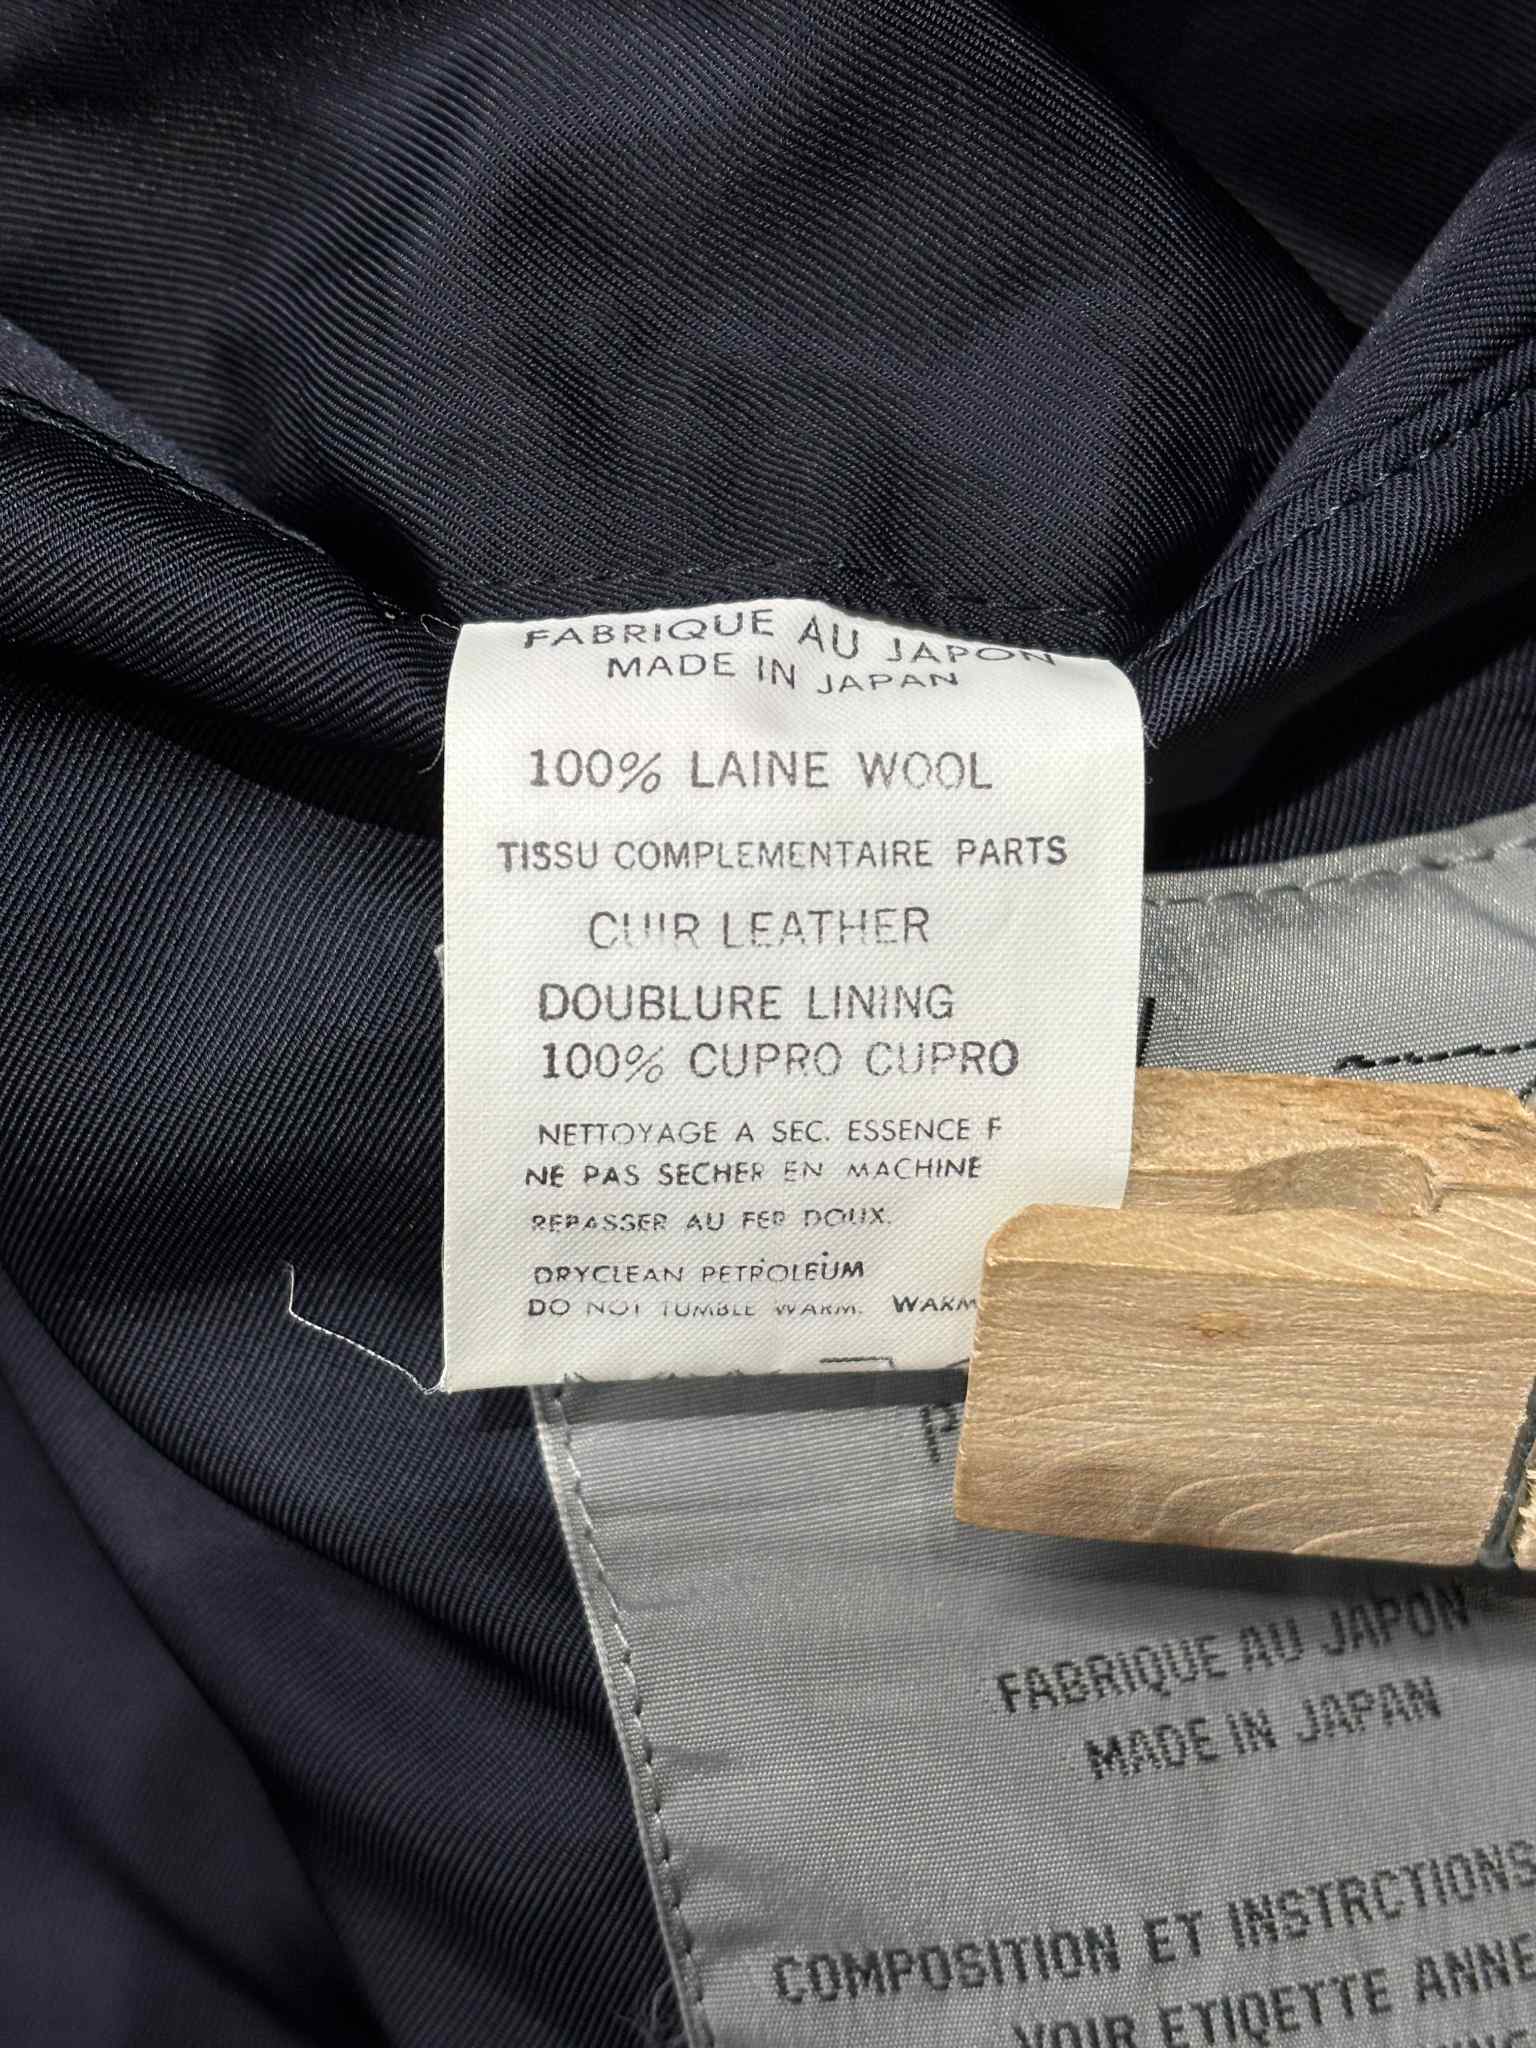 FABRIQUE AU JAPON
MADE IN JAPAN
100% LAINE WOOL
TISSU COMPLEMENTAIRE PARTS
CUIR LEATHER
DOUBLURE LINING
100% CUPRO CUPRO
NETTOYAGE A SEC. ESSENCE F
NE PAS SECHER EN MACHINE
REPASSER AU FER DOUX.
DRYCLEAN PETROLEUM
DO NOT TUMBLE WARM. WARM
FABRIQUE AU JAPON
MADE IN JAPAN
COMPOSITION ET INSTRCTIONS
VOIR ETIQETTE ANNE